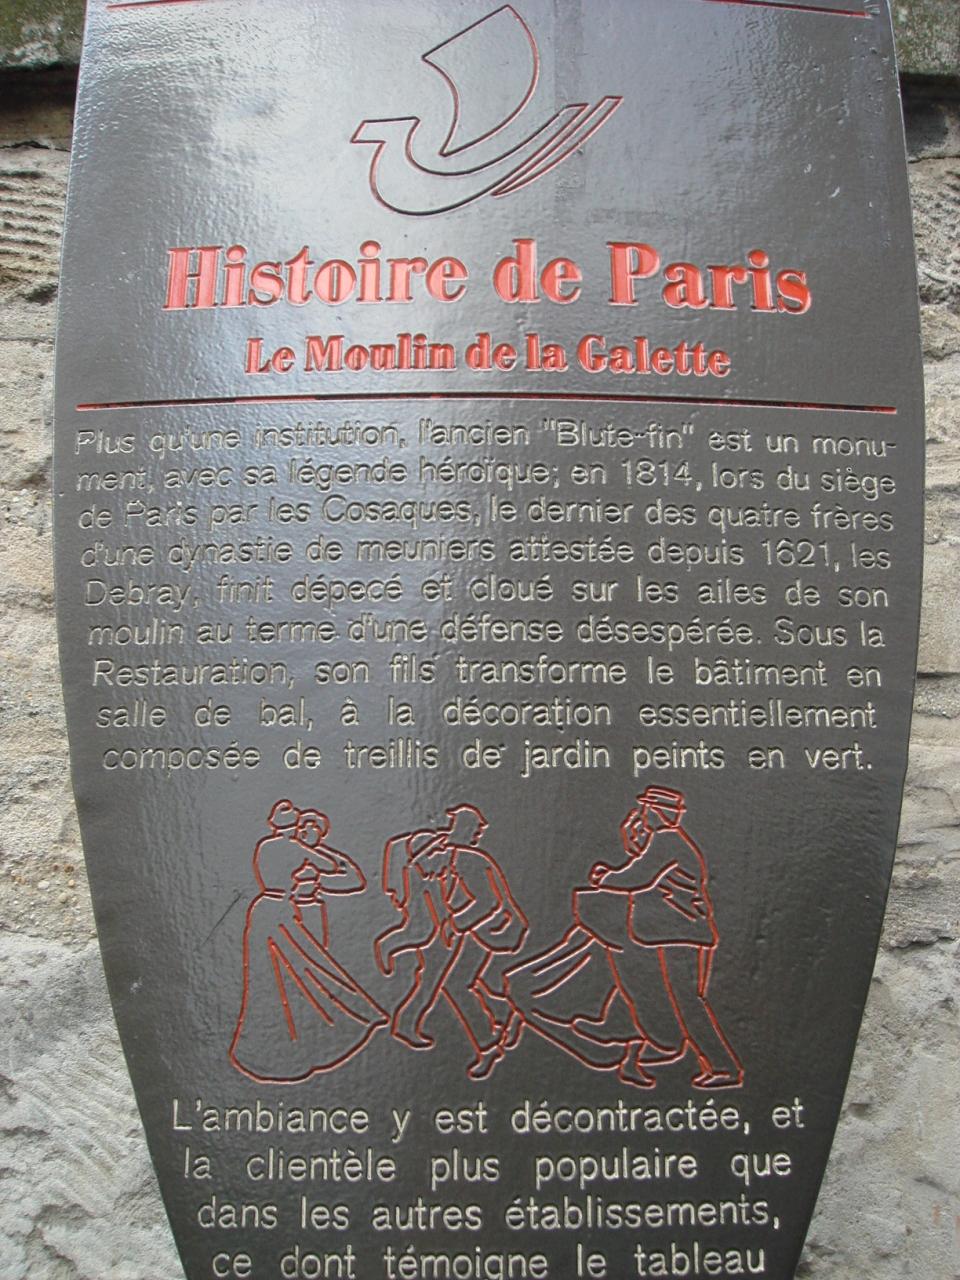 Histoire de Paris
Le Moulin de la Galette
Plus qu'une institution, l'ancien "Blute-fin" est un monu-
ment, avec sa légende héroïque; en 1814, lors du siège
de Paris par les Cosaques, le dernier des quatre frères
d'une dynastie de meuniers attestée depuis 1621, les
Debray, finit dépecé et cloué sur les ailes de son
moulin au terme d'une défense désespérée. Sous la
Restauration, son fils transforme le bâtiment en
salle de bal, à la décoration essentiellement
composée de treillis de jardin peints en vert.
L'ambiance y est décontractée, et
la clientèle plus populaire que
dans les autres établissements,
ce dont témoigne le tableau